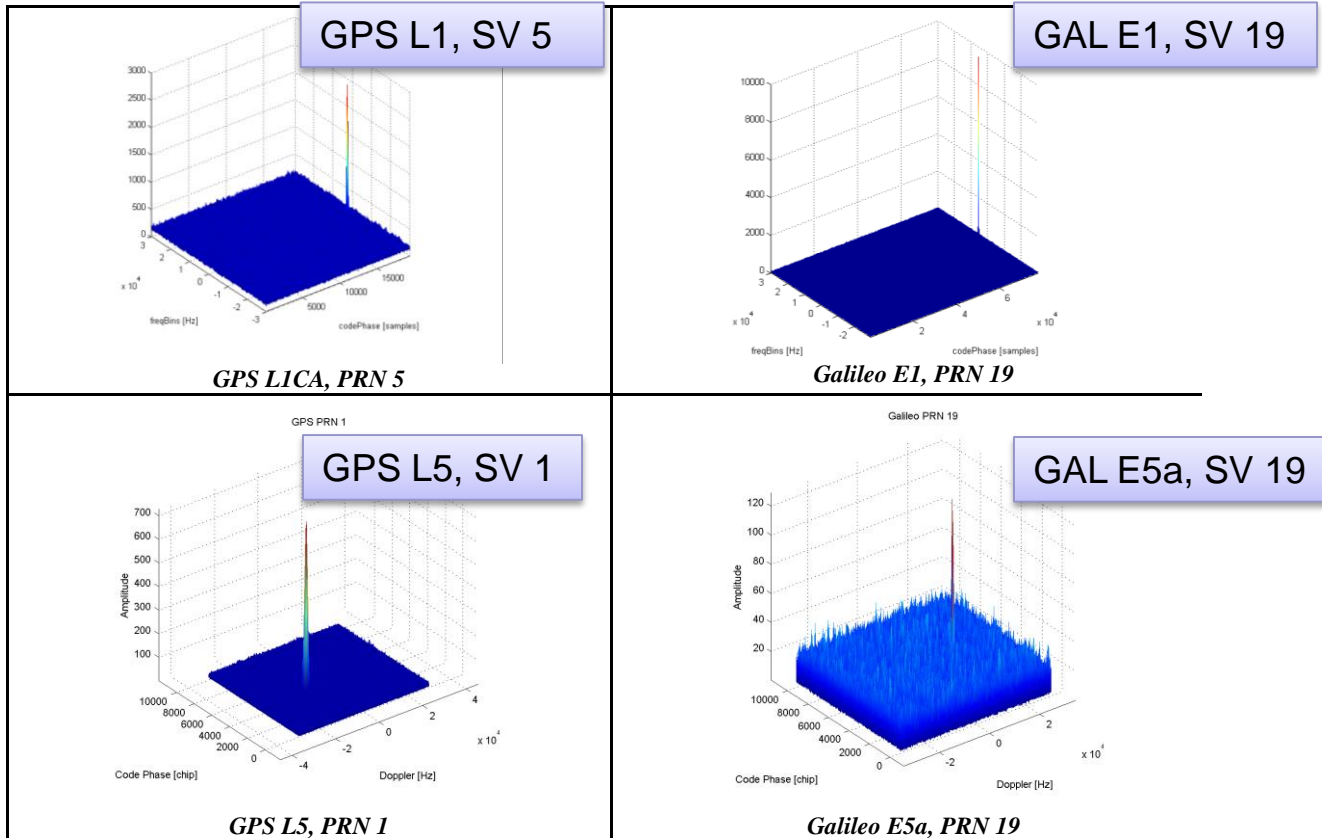 GPS L1, SV 5
3000
2500
2000
1500
1000
500
0
3
2
1
0
-1
-2
-3
x 10^4
freqBins [Hz]
5000
10000
15000
codePhase [samples]
GPS L1CA, PRN 5
GAL E1, SV 19
10000
8000
6000
4000
2000
0
3
2
1
0
-1
-2
x 10^4
freqBins [Hz]
2
4
6
x 10^4
codePhase [samples]
Galileo E1, PRN 19
GPS PRN 1
GPS L5, SV 1
700
600
500
400
300
200
100
Amplitude
10000
8000
6000
4000
2000
0
Code Phase [chip]
-4
-2
0
2
4
x 10^4
Doppler [Hz]
GPS L5, PRN 1
Galileo PRN 19
GAL E5a, SV 19
120
100
80
60
40
20
Amplitude
10000
8000
6000
4000
2000
0
Code Phase [chip]
-2
0
2
x 10^4
Doppler [Hz]
Galileo E5a, PRN 19